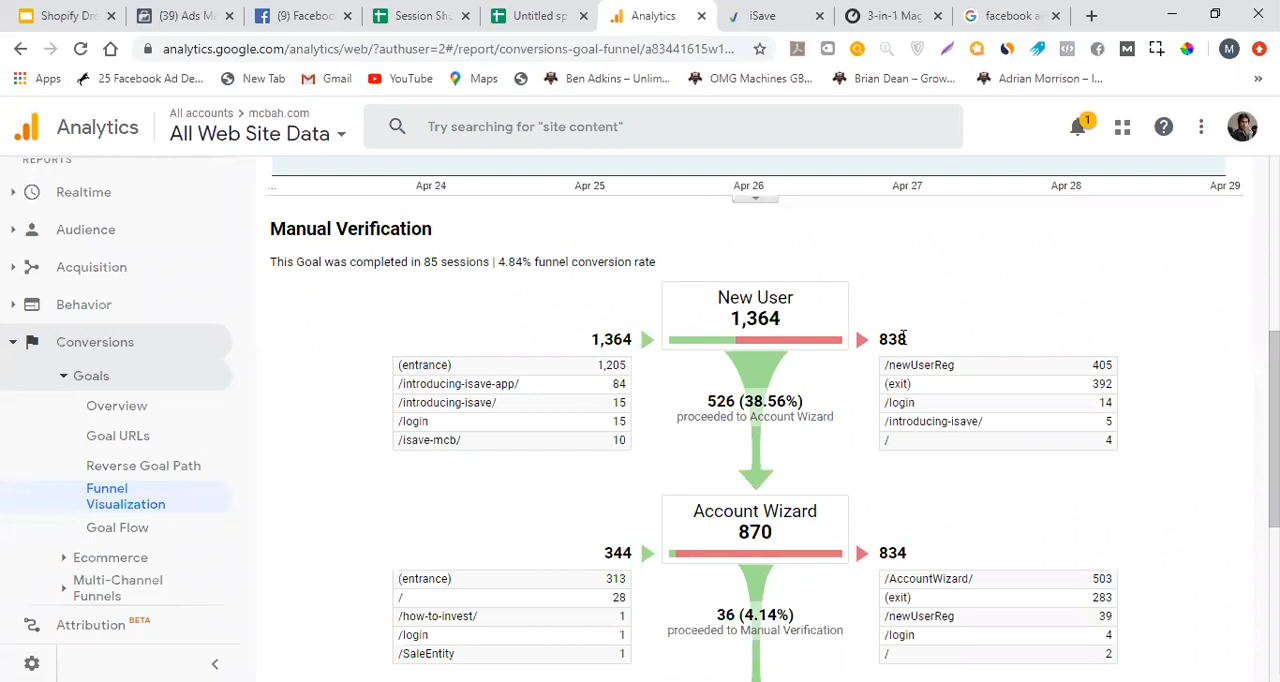 Shopify Dro
(39) Ads M
(9) Faceboo
Session Shu
Untitled sp
Analytics
iSave
3-in-1 Mag
facebook a
analytics.google.com/analytics/web/?authuser=2#/report/conversions-goal-funnel/a83441615w1...
M
Apps
25 Facebook Ad De...
New Tab
Gmail
YouTube
Maps
Ben Adkins – Unlim...
OMG Machines GB...
Brian Dean – Grow...
Adrian Morrison – I...
»
Analytics
All accounts > mcbah.com
All Web Site Data
Try searching for "site content"
1
REPORTS
Realtime
Audience
Acquisition
Behavior
Conversions
Goals
Overview
Goal URLs
Reverse Goal Path
Funnel
Visualization
Goal Flow
Ecommerce
Multi-Channel
Funnels
Attribution BETA
...
Apr 24
Apr 25
Apr 26
Apr 27
Apr 28
Apr 29
Manual Verification
This Goal was completed in 85 sessions | 4.84% funnel conversion rate
New User
1,364
1,364
(entrance) 1,205
/introducing-isave-app/ 84
/introducing-isave/ 15
/login 15
/isave-mcb/ 10
838
/newUserReg 405
(exit) 392
/login 14
/introducing-isave/ 5
/ 4
526 (38.56%)
proceeded to Account Wizard
Account Wizard
870
344
(entrance) 313
/ 28
/how-to-invest/ 1
/login 1
/SaleEntity 1
834
/AccountWizard/ 503
(exit) 283
/newUserReg 39
/login 4
/ 2
36 (4.14%)
proceeded to Manual Verification